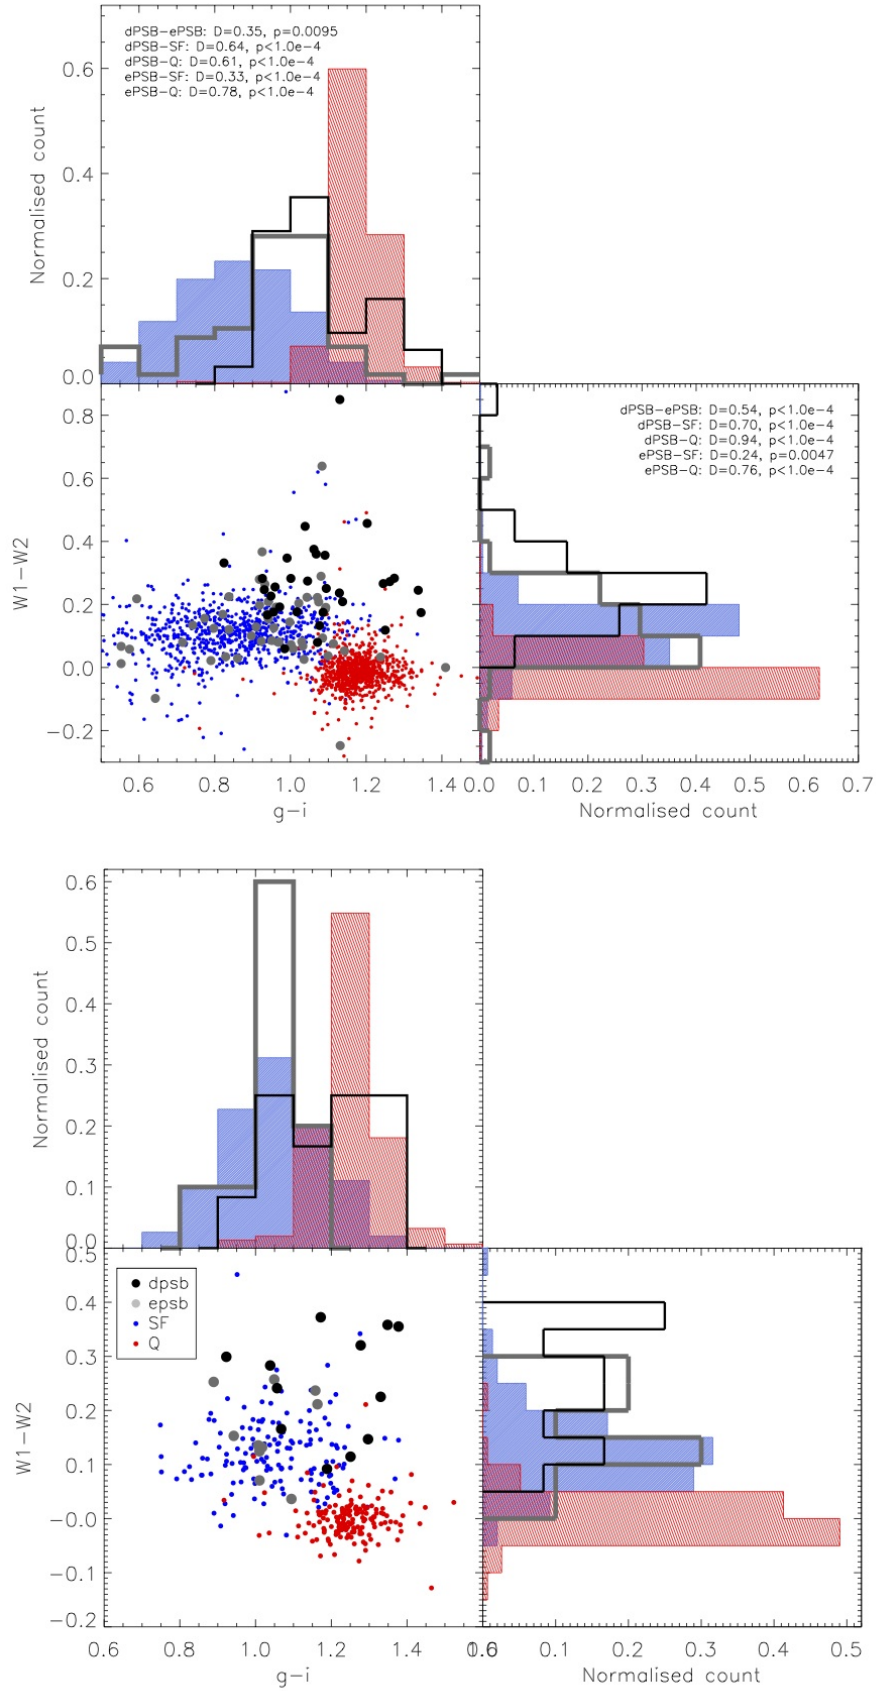 dPSB-ePSB: D=0.35, p=0.0095
dPSB-SF: D=0.64, p<1.0e-4
dPSB-Q: D=0.61, p<1.0e-4
ePSB-SF: D=0.33, p<1.0e-4
ePSB-Q: D=0.78, p<1.0e-4
Normalised count
0.6
0.4
0.2
0.0
dPSB-ePSB: D=0.54, p<1.0e-4
dPSB-SF: D=0.70, p<1.0e-4
dPSB-Q: D=0.94, p<1.0e-4
ePSB-SF: D=0.24, p=0.0047
ePSB-Q: D=0.76, p<1.0e-4
W1-W2
0.8
0.6
0.4
0.2
0.0
-0.2
0.6 0.8 1.0 1.2 1.4
g-i
0.0 0.1 0.2 0.3 0.4 0.5 0.6 0.7
Normalised count
Normalised count
0.6
0.5
0.4
0.3
0.2
0.1
0.0
dpsb
epsb
SF
Q
W1-W2
0.5
0.4
0.3
0.2
0.1
-0.0
-0.1
-0.2
0.6 0.8 1.0 1.2 1.4
g-i
0.1 0.2 0.3 0.4 0.5
Normalised count